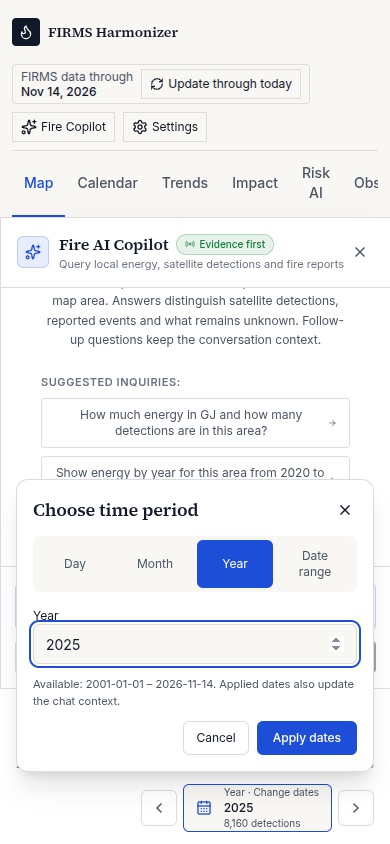 FIRMS Harmonizer
FIRMS data through
Nov 14, 2026
Update through today
Fire Copilot
Settings
Map
Calendar
Trends
Impact
Risk
AI
Obs
Fire AI Copilot
Evidence first
Query local energy, satellite detections and fire reports
map area. Answers distinguish satellite detections,
reported events and what remains unknown. Follow-
up questions keep the conversation context.
SUGGESTED INQUIRIES:
How much energy in GJ and how many
detections are in this area?
Show energy by year for this area from 2020 to
Choose time period
Day
Month
Year
Date
range
Year
2025
Available: 2001-01-01 – 2026-11-14. Applied dates also update
the chat context.
Cancel
Apply dates
Year · Change dates
2025
8,160 detections